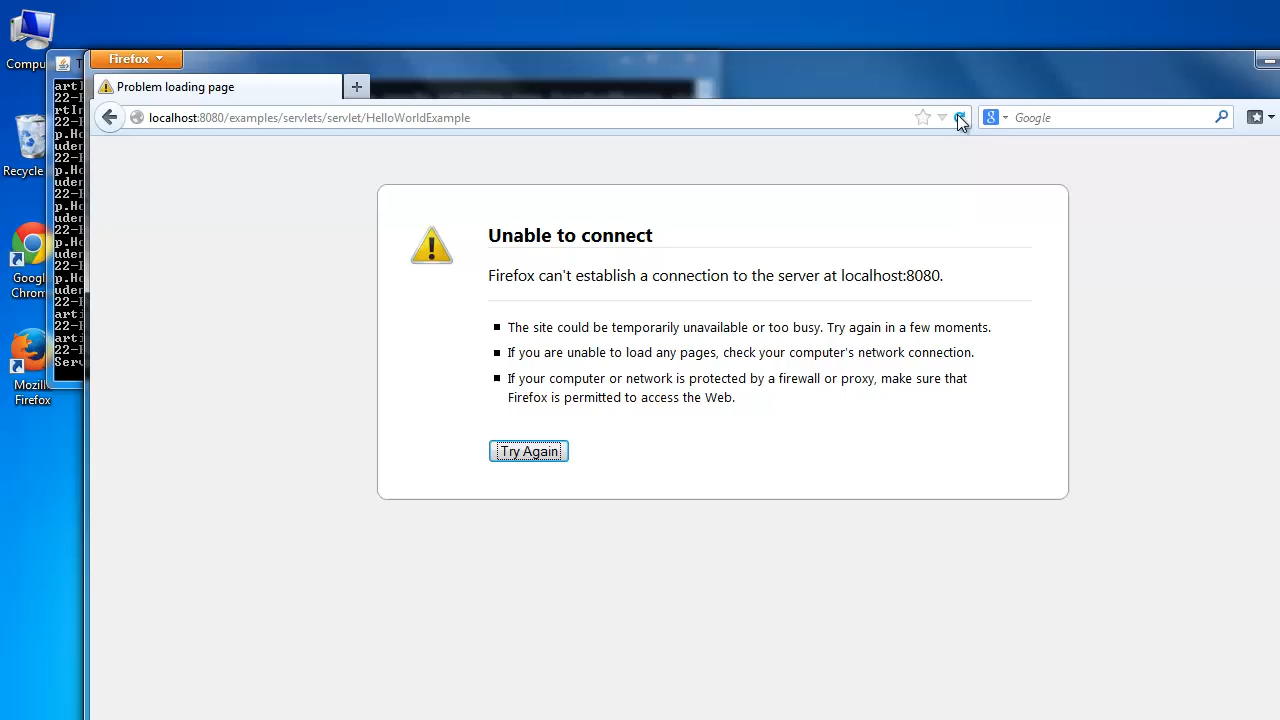 Firefox
Problem loading page
localhost:8080/examples/servlets/servlet/HelloWorldExample
Google
Unable to connect
Firefox can't establish a connection to the server at localhost:8080.
The site could be temporarily unavailable or too busy. Try again in a few moments.
If you are unable to load any pages, check your computer's network connection.
If your computer or network is protected by a firewall or proxy, make sure that
Firefox is permitted to access the Web.
Try Again
Recycle
Google
Firefox